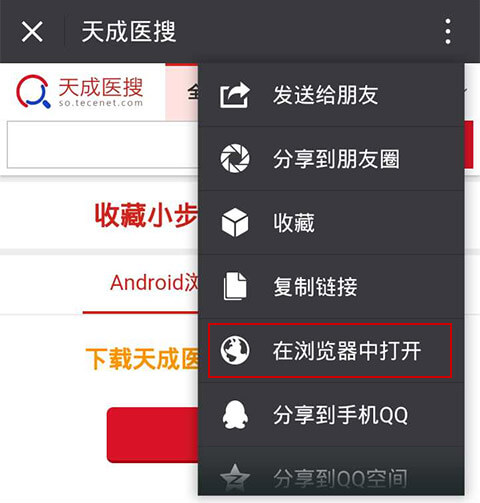 天成医搜
天成医搜
so.tecenet.com
收藏小步
Android浏
下载天成医
发送给朋友
分享到朋友圈
收藏
复制链接
在浏览器中打开
分享到手机QQ
分享到QQ空间